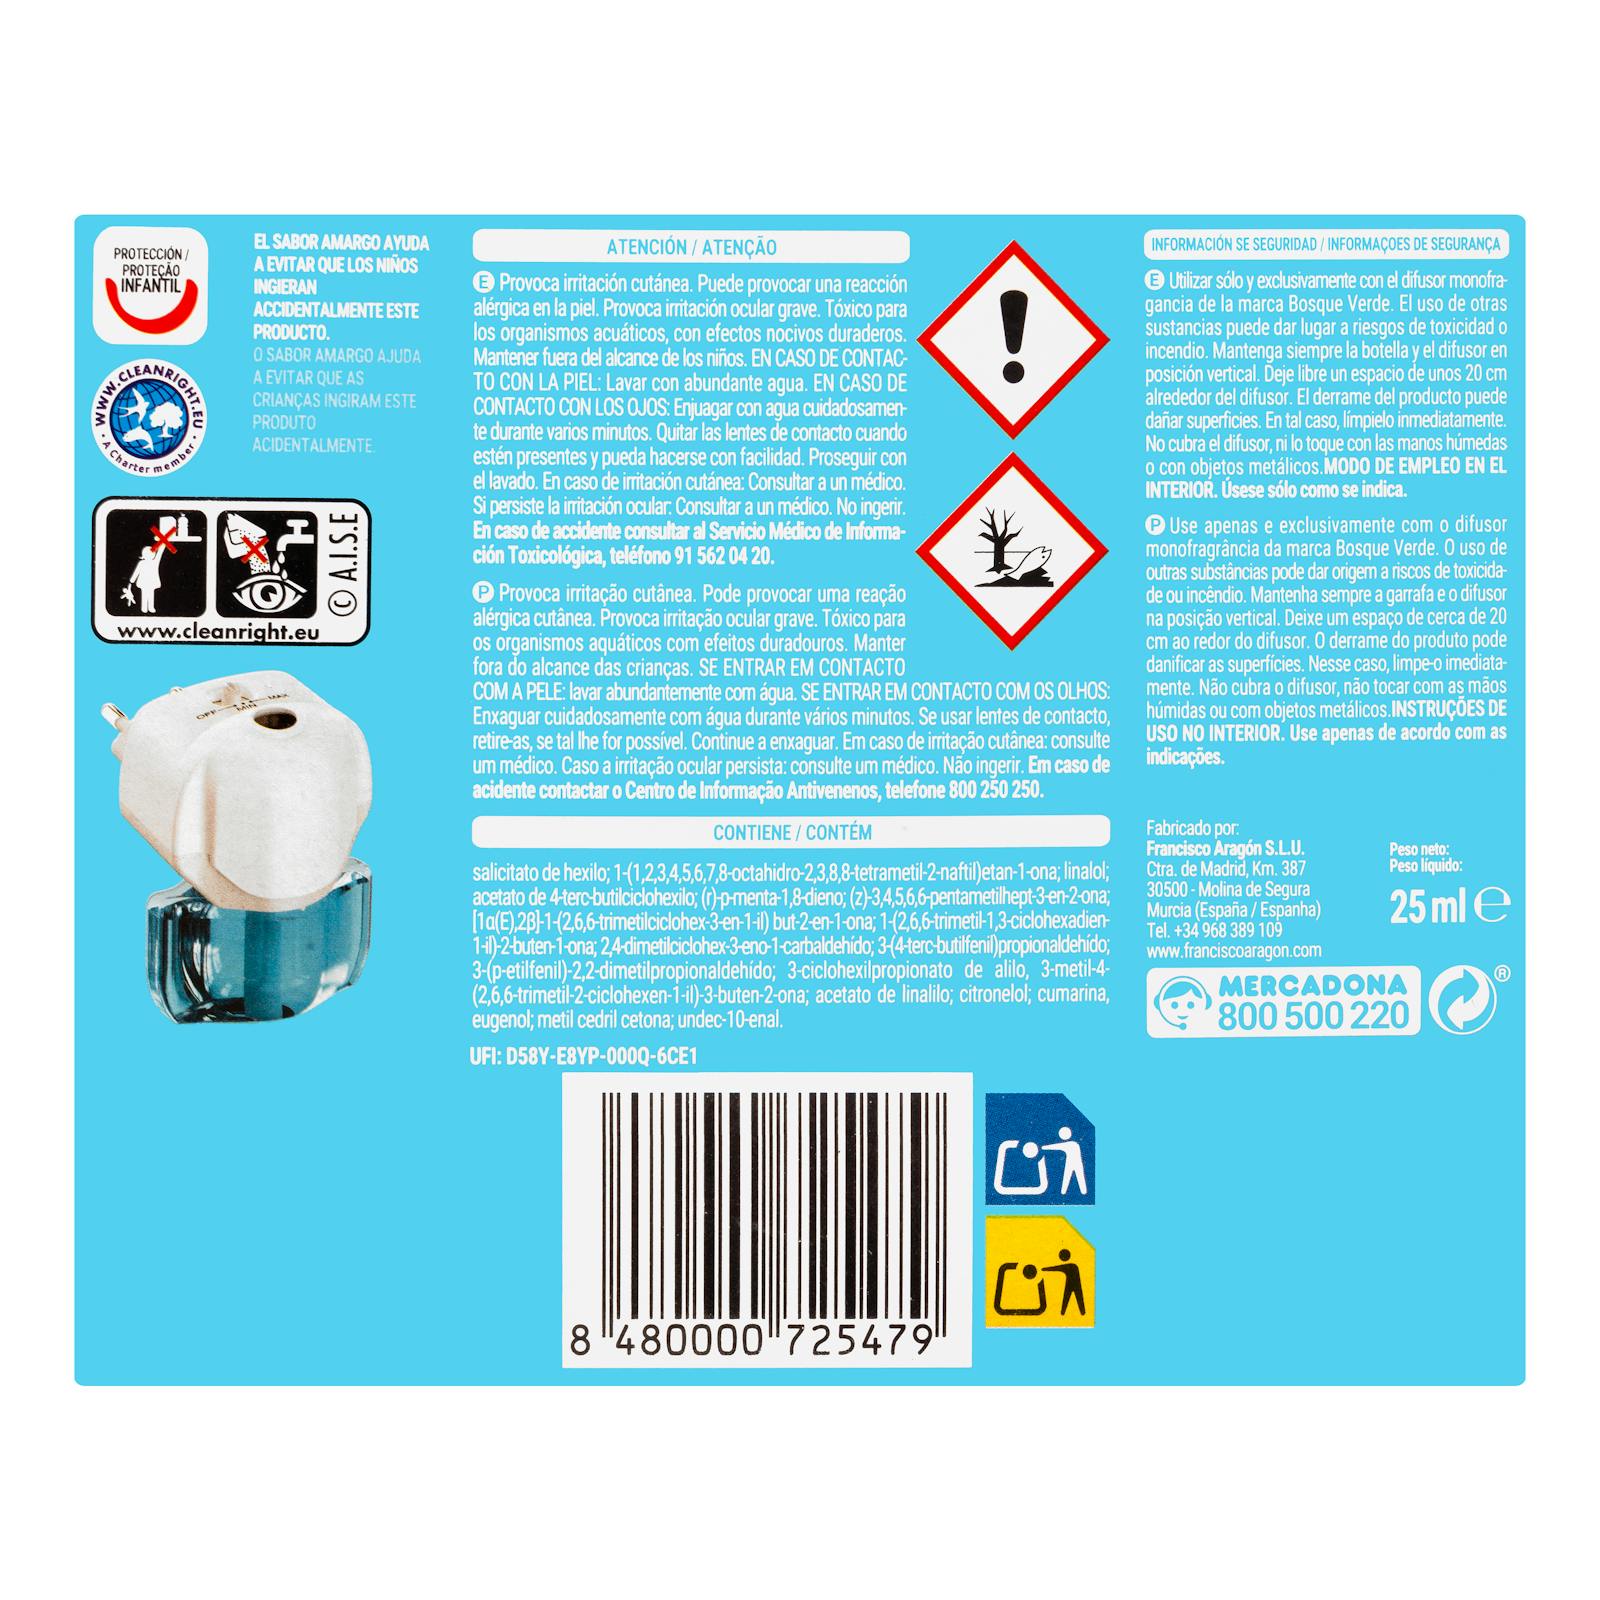 PROTECCIÓN /
PROTEÇÃO
INFANTIL
EL SABOR AMARGO AYUDA
A EVITAR QUE LOS NIÑOS
INGIERAN
ACCIDENTALMENTE ESTE
PRODUCTO.
O SABOR AMARGO AJUDA
A EVITAR QUE AS
CRIANÇAS INGIRAM ESTE
PRODUTO
ACIDENTALMENTE.
WWW.CLEANRIGHT.EU
• A Charter member •
© A.I.S.E
www.cleanright.eu
OFF MIN MAX
ATENCIÓN / ATENÇÃO
E Provoca irritación cutánea. Puede provocar una reacción
alérgica en la piel. Provoca irritación ocular grave. Tóxico para
los organismos acuáticos, con efectos nocivos duraderos.
Mantener fuera del alcance de los niños. EN CASO DE CONTAC-
TO CON LA PIEL: Lavar con abundante agua. EN CASO DE
CONTACTO CON LOS OJOS: Enjuagar con agua cuidadosamen-
te durante varios minutos. Quitar las lentes de contacto cuando
estén presentes y pueda hacerse con facilidad. Proseguir con
el lavado. En caso de irritación cutánea: Consultar a un médico.
Si persiste la irritación ocular: Consultar a un médico. No ingerir.
En caso de accidente consultar al Servicio Médico de Informa-
ción Toxicológica, teléfono 91 562 04 20.
P Provoca irritação cutânea. Pode provocar uma reação
alérgica cutânea. Provoca irritação ocular grave. Tóxico para
os organismos aquáticos com efeitos duradouros. Manter
fora do alcance das crianças. SE ENTRAR EM CONTACTO
COM A PELE: lavar abundantemente com água. SE ENTRAR EM CONTACTO COM OS OLHOS:
Enxaguar cuidadosamente com água durante vários minutos. Se usar lentes de contacto,
retire-as, se tal lhe for possível. Continue a enxaguar. Em caso de irritação cutânea: consulte
um médico. Caso a irritação ocular persista: consulte um médico. Não ingerir. Em caso de
acidente contactar o Centro de Informação Antivenenos, telefone 800 250 250.
CONTIENE / CONTÉM
salicitato de hexilo; 1-(1,2,3,4,5,6,7,8-octahidro-2,3,8,8-tetrametil-2-naftil)etan-1-ona; linalol;
acetato de 4-terc-butilciclohexilo; (r)-p-menta-1,8-dieno; (z)-3,4,5,6,6-pentametilhept-3-en-2-ona;
[1α(E),2β]-1-(2,6,6-trimetilciclohex-3-en-1-il) but-2-en-1-ona; 1-(2,6,6-trimetil-1,3-ciclohexadien-
1-il)-2-buten-1-ona; 2,4-dimetilciclohex-3-eno-1-carbaldehído; 3-(4-terc-butilfenil)propionaldehído;
3-(p-etilfenil)-2,2-dimetilpropionaldehído; 3-ciclohexilpropionato de alilo, 3-metil-4-
(2,6,6-trimetil-2-ciclohexen-1-il)-3-buten-2-ona; acetato de linalilo; citronelol; cumarina,
eugenol; metil cedril cetona; undec-10-enal.
UFI: D58Y-E8YP-000Q-6CE1
8 480000 725479
INFORMACIÓN SE SEGURIDAD / INFORMAÇOES DE SEGURANÇA
E Utilizar sólo y exclusivamente con el difusor monofra-
gancia de la marca Bosque Verde. El uso de otras
sustancias puede dar lugar a riesgos de toxicidad o
incendio. Mantenga siempre la botella y el difusor en
posición vertical. Deje libre un espacio de unos 20 cm
alrededor del difusor. El derrame del producto puede
dañar superficies. En tal caso, límpielo inmediatamente.
No cubra el difusor, ni lo toque con las manos húmedas
o con objetos metálicos.MODO DE EMPLEO EN EL
INTERIOR. Úsese sólo como se indica.
P Use apenas e exclusivamente com o difusor
monofragrância da marca Bosque Verde. O uso de
outras substâncias pode dar origem a riscos de toxicida-
de ou incêndio. Mantenha sempre a garrafa e o difusor
na posição vertical. Deixe um espaço de cerca de 20
cm ao redor do difusor. O derrame do produto pode
danificar as superfícies. Nesse caso, limpe-o imediata-
mente. Não cubra o difusor, não tocar com as mãos
húmidas ou com objetos metálicos.INSTRUÇÕES DE
USO NO INTERIOR. Use apenas de acordo com as
indicações.
Fabricado por:
Francisco Aragón S.L.U.
Ctra. de Madrid, Km. 387
30500 - Molina de Segura
Murcia (España / Espanha)
Tel. +34 968 389 109
www.franciscoaragon.com
Peso neto:
Peso líquido:
25 ml e
MERCADONA
800 500 220
®